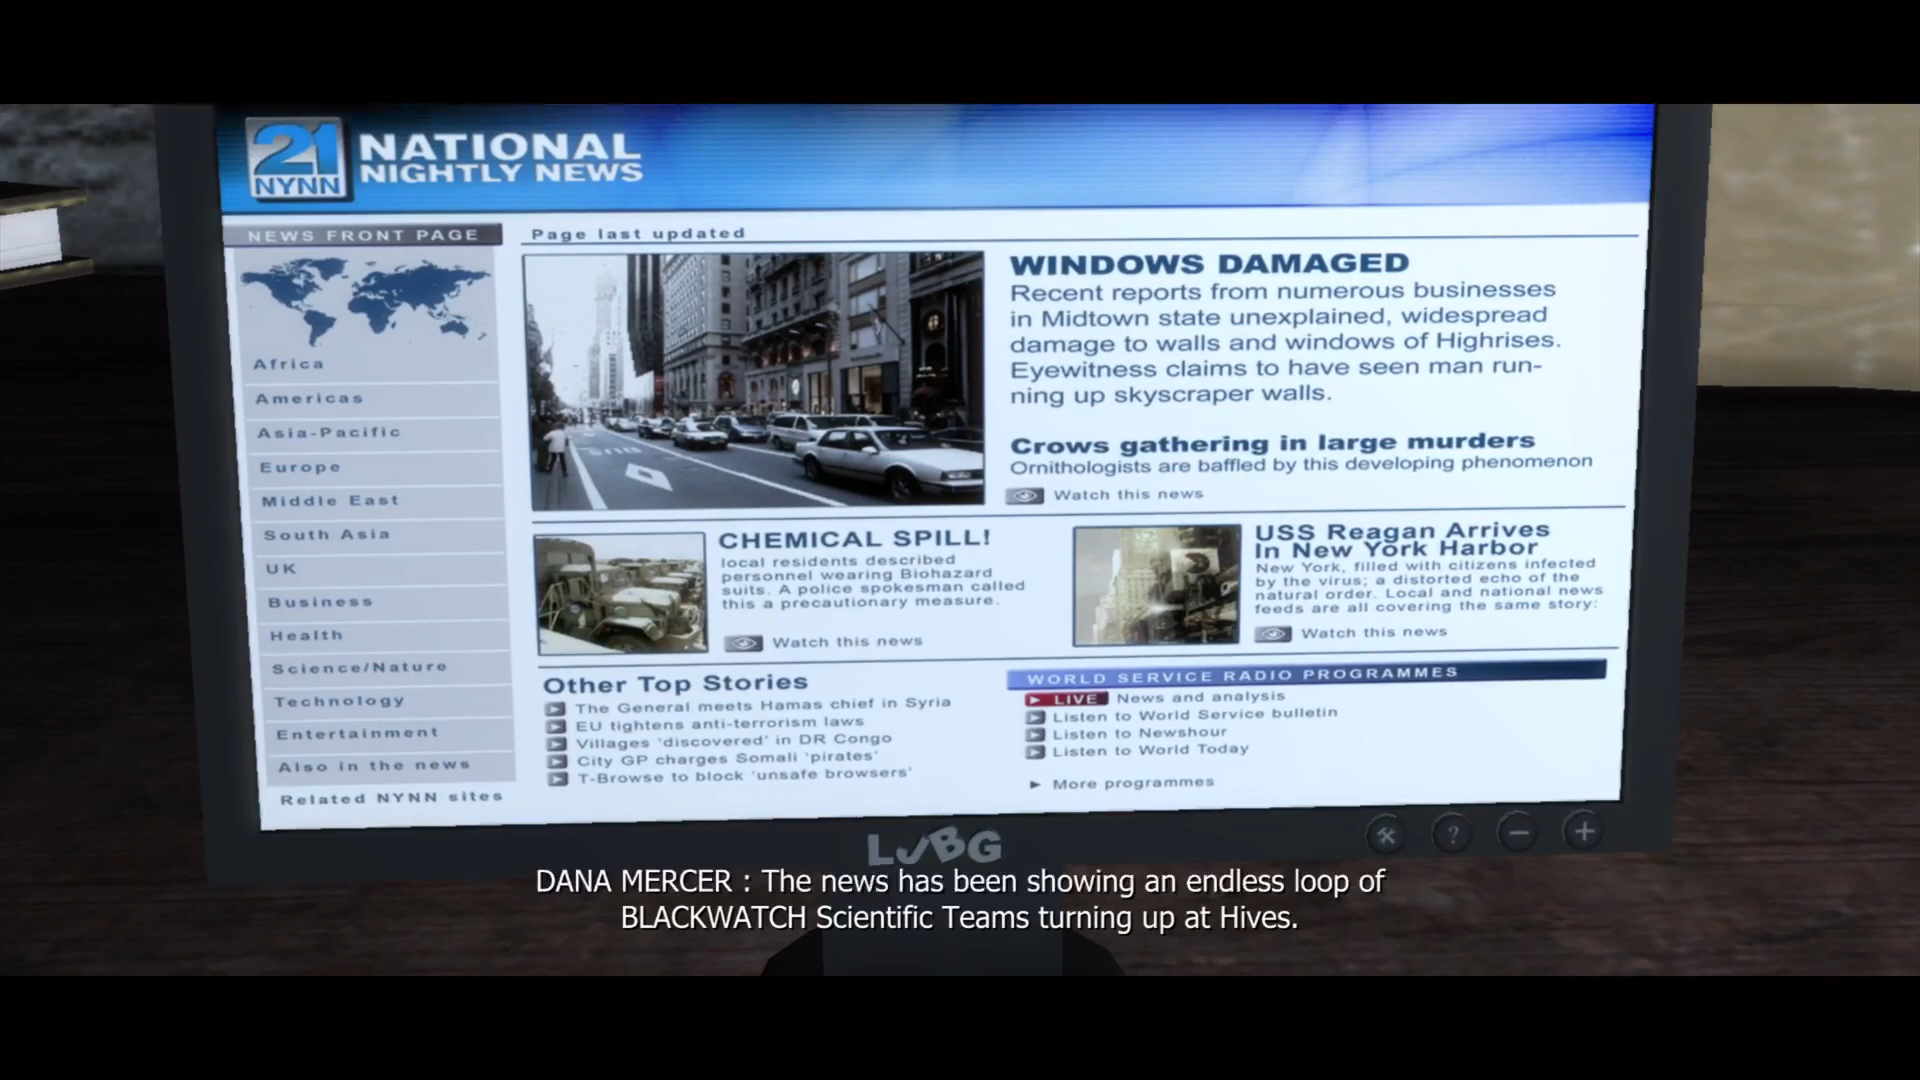 21
NYNN
NATIONAL
NIGHTLY NEWS
NEWS FRONT PAGE
Africa
Americas
Asia-Pacific
Europe
Middle East
South Asia
UK
Business
Health
Science/Nature
Technology
Entertainment
Also in the news
Related NYNN sites
Page last updated
WINDOWS DAMAGED
Recent reports from numerous businesses
in Midtown state unexplained, widespread
damage to walls and windows of Highrises.
Eyewitness claims to have seen man run-
ning up skyscraper walls.
Crows gathering in large murders
Ornithologists are baffled by this developing phenomenon
Watch this news
CHEMICAL SPILL!
local residents described
personnel wearing Biohazard
suits. A police spokesman called
this a precautionary measure.
Watch this news
USS Reagan Arrives
In New York Harbor
New York, filled with citizens infected
by the virus; a distorted echo of the
natural order. Local and national news
feeds are all covering the same story:
Watch this news
Other Top Stories
The General meets Hamas chief in Syria
EU tightens anti-terrorism laws
Villages 'discovered' in DR Congo
City GP charges Somali 'pirates'
T-Browse to block 'unsafe browsers'
WORLD SERVICE RADIO PROGRAMMES
LIVE News and analysis
Listen to World Service bulletin
Listen to Newshour
Listen to World Today
More programmes
? − +
DANA MERCER : The news has been showing an endless loop of
BLACKWATCH Scientific Teams turning up at Hives.